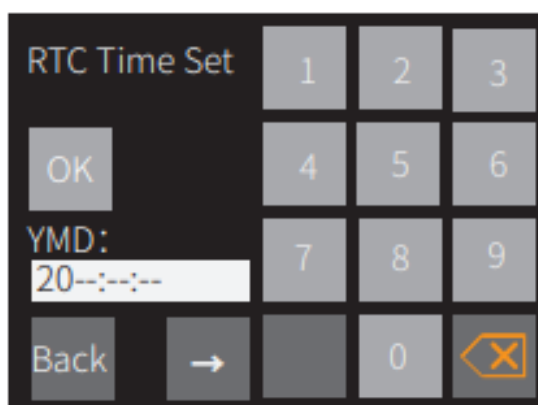 RTC Time Set
1 2 3
OK
4 5 6
YMD:
20--:--:--
7 8 9
Back → 0